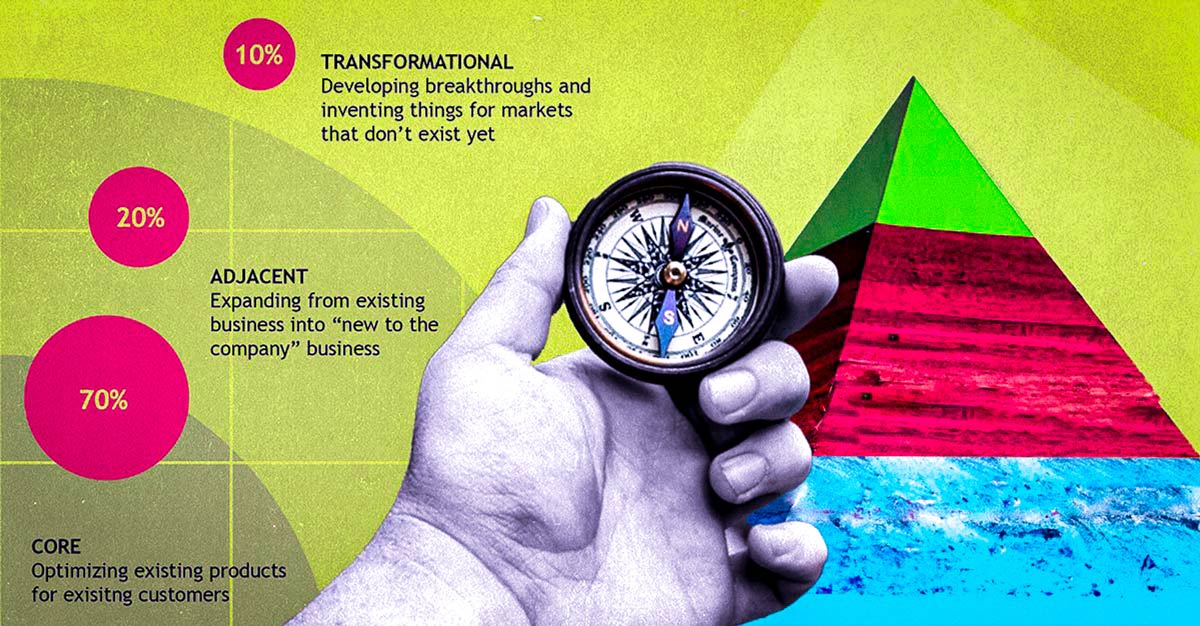 10%
TRANSFORMATIONAL
Developing breakthroughs and
inventing things for markets
that don’t exist yet
20%
ADJACENT
Expanding from existing
business into “new to the
company” business
70%
CORE
Optimizing existing products
for exisitng customers
N
W
S
E
S